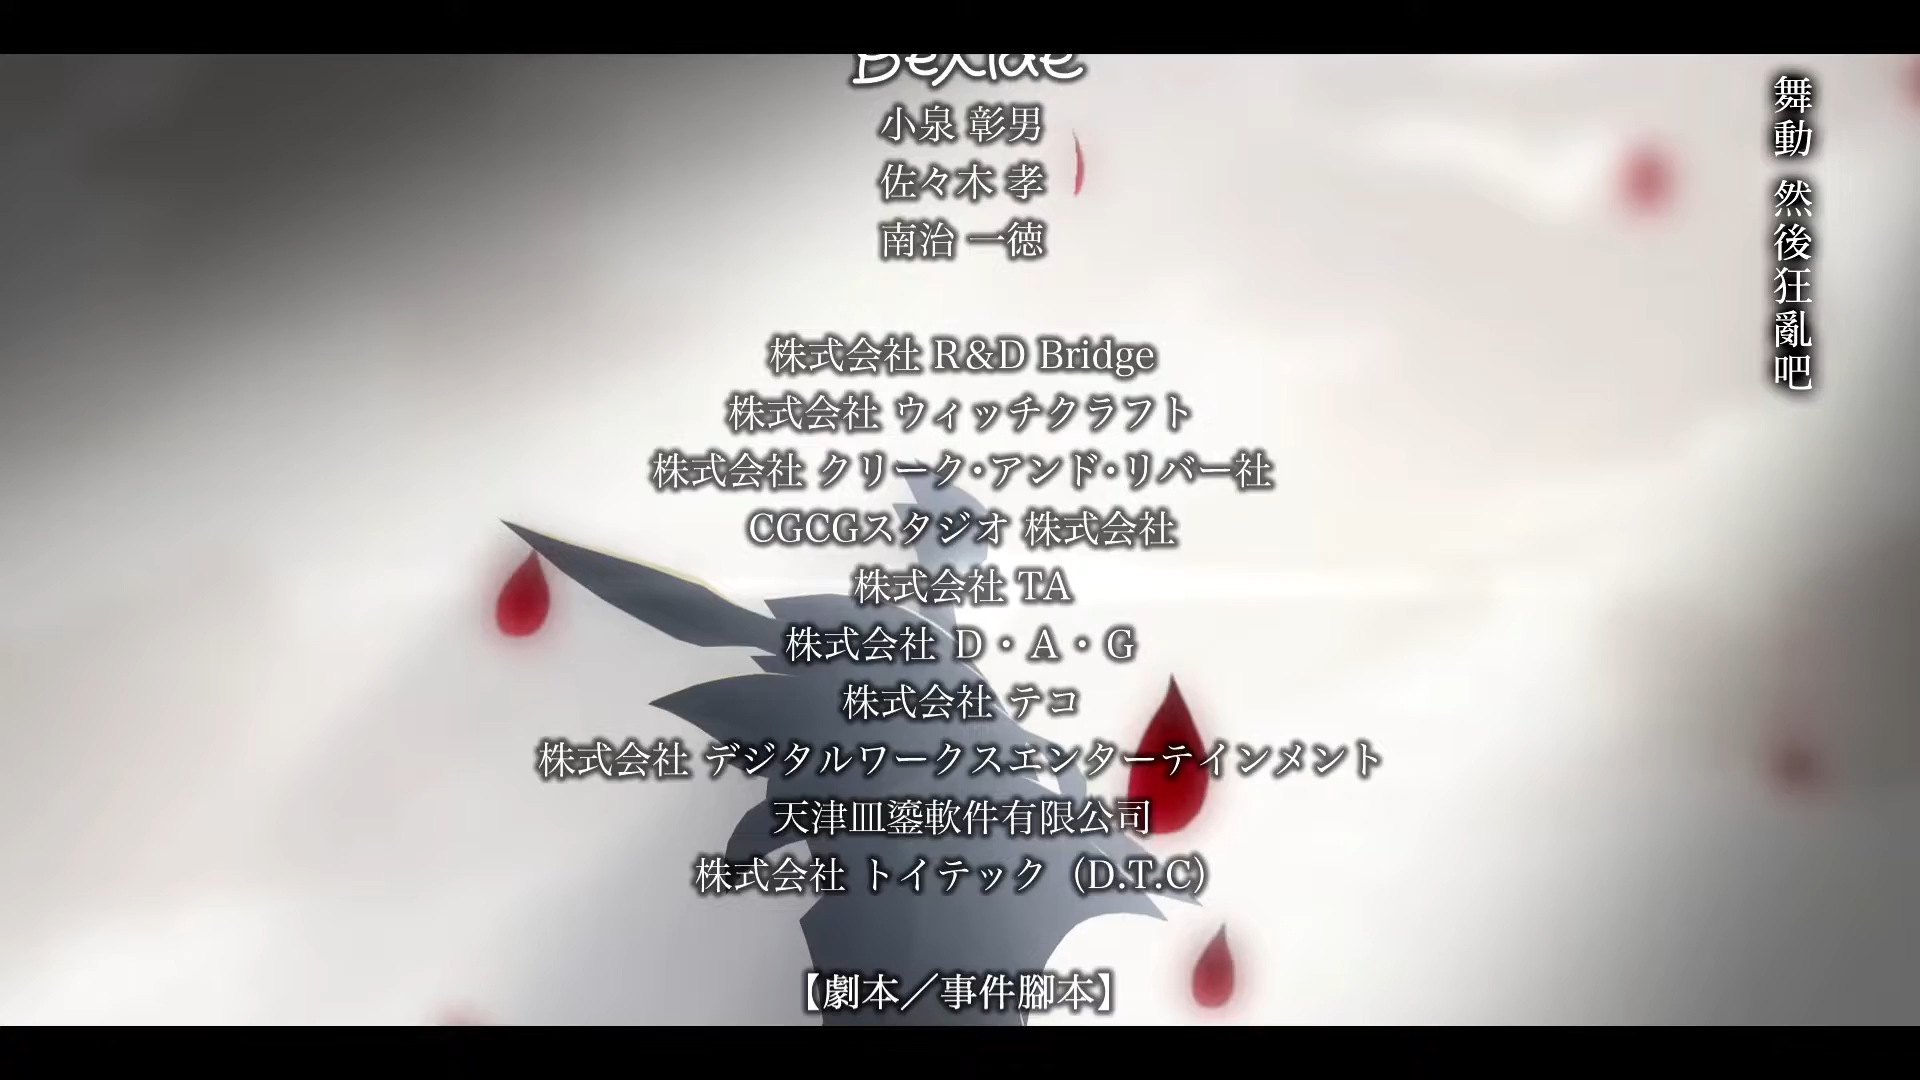 Bexide
小泉 彰男
佐々木 孝
南治 一徳
株式会社 R&D Bridge
株式会社 ウィッチクラフト
株式会社 クリーク・アンド・リバー社
CGCGスタジオ 株式会社
株式会社 TA
株式会社 D・A・G
株式会社 テコ
株式会社 デジタルワークスエンターテインメント
天津皿鎏軟件有限公司
株式会社 トイテック（D.T.C）
【劇本／事件腳本】
舞動 然後狂亂吧